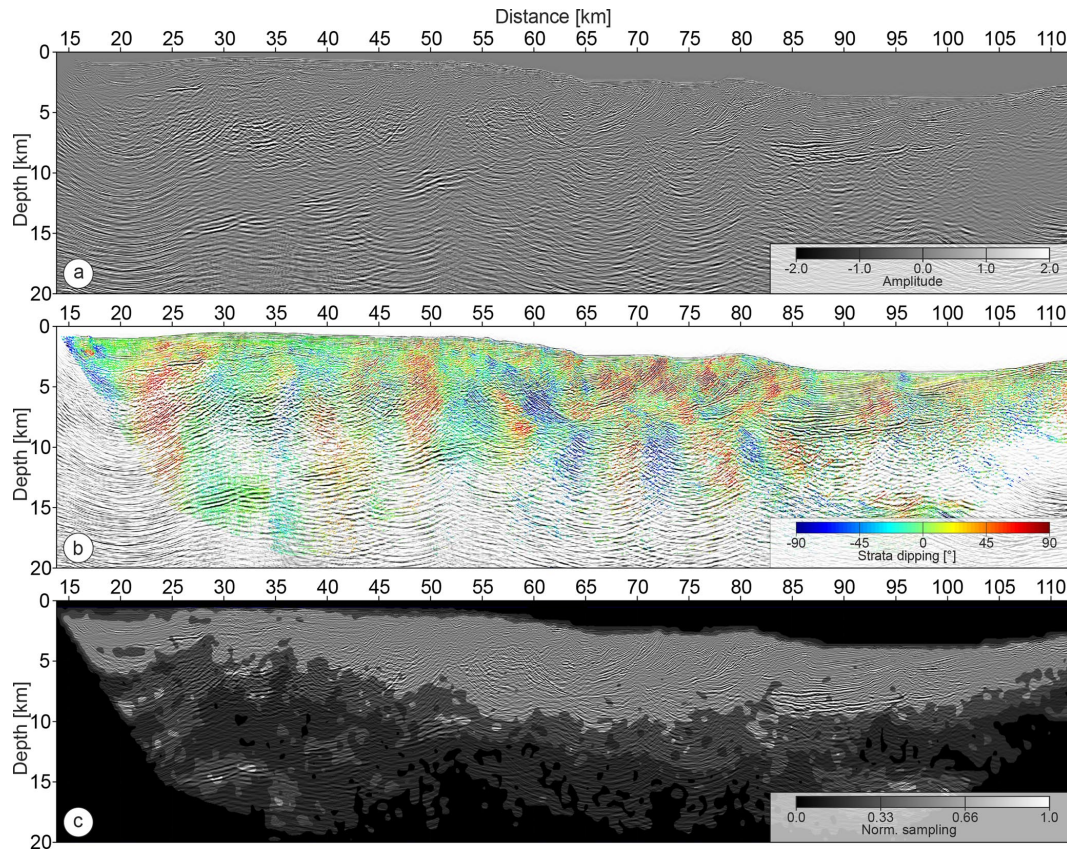 Distance [km]
15 20 25 30 35 40 45 50 55 60 65 70 75 80 85 90 95 100 105 110
0
5
10
15
20
Depth [km]
a
-2.0 -1.0 0.0 1.0 2.0
Amplitude
15 20 25 30 35 40 45 50 55 60 65 70 75 80 85 90 95 100 105 110
0
5
10
15
20
Depth [km]
b
-90 -45 0 45 90
Strata dipping [°]
15 20 25 30 35 40 45 50 55 60 65 70 75 80 85 90 95 100 105 110
0
5
10
15
20
Depth [km]
c
0.0 0.33 0.66 1.0
Norm. sampling